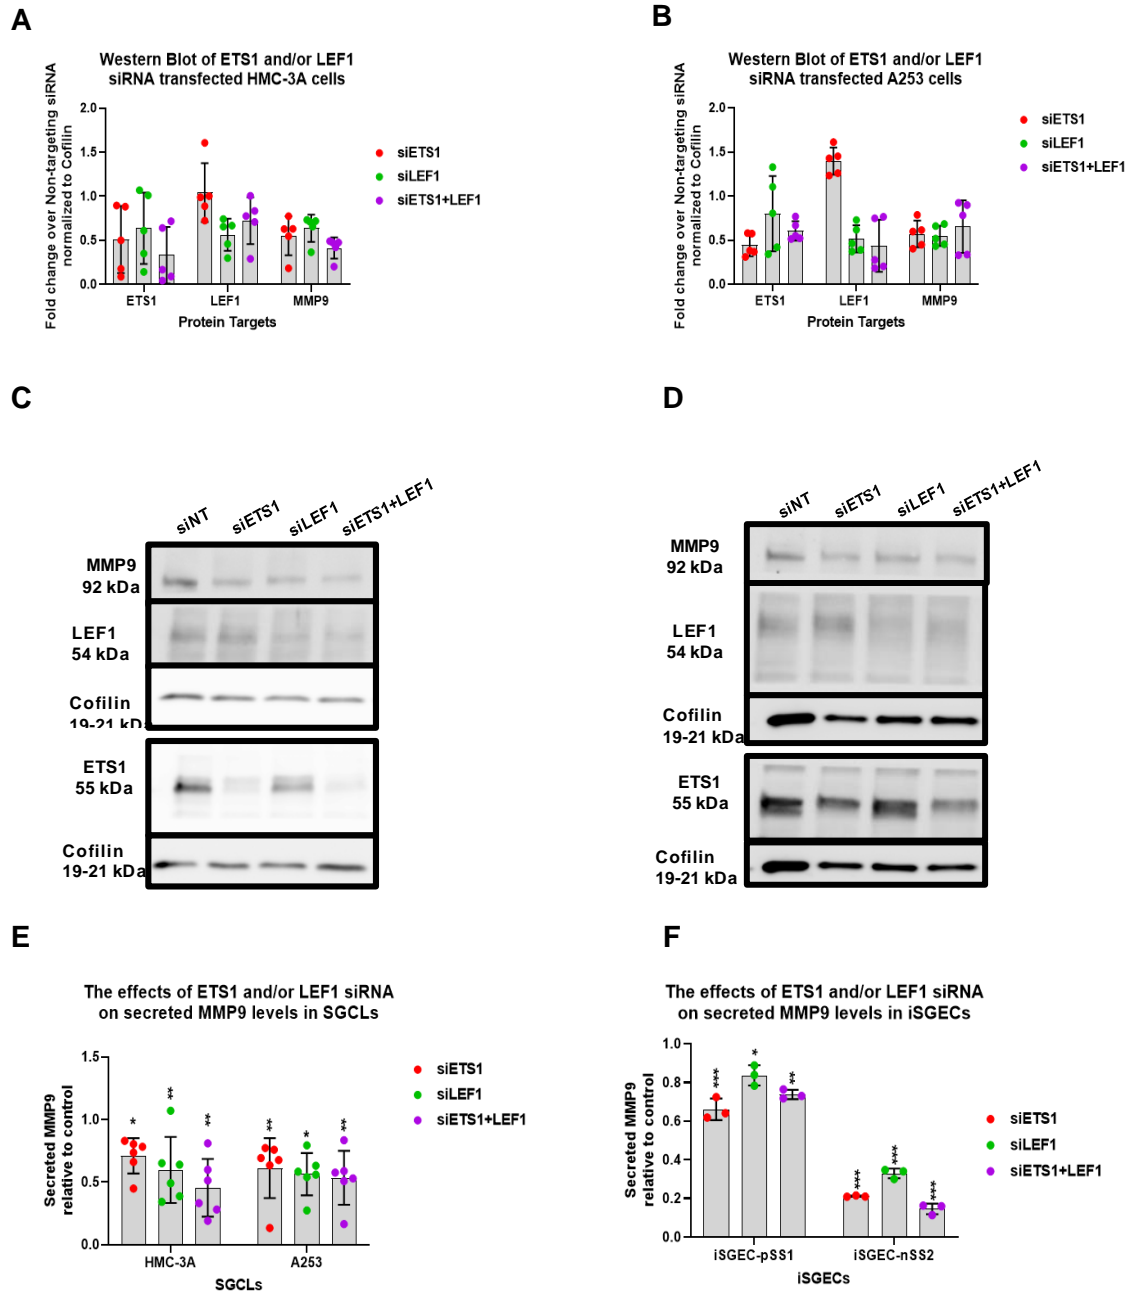 A
Western Blot of ETS1 and/or LEF1
siRNA transfected HMC-3A cells
Fold change over Non-targeting siRNA
normalized to Cofilin
2.0
1.5
1.0
0.5
0.0
ETS1
LEF1
MMP9
Protein Targets
siETS1
siLEF1
siETS1+LEF1
B
Western Blot of ETS1 and/or LEF1
siRNA transfected A253 cells
Fold change over Non-targeting siRNA
normalized to Cofilin
2.0
1.5
1.0
0.5
0.0
ETS1
LEF1
MMP9
Protein Targets
siETS1
siLEF1
siETS1+LEF1
C
siNT
siETS1
siLEF1
siETS1+LEF1
MMP9
92 kDa
LEF1
54 kDa
Cofilin
19-21 kDa
ETS1
55 kDa
Cofilin
19-21 kDa
D
siNT
siETS1
siLEF1
siETS1+LEF1
MMP9
92 kDa
LEF1
54 kDa
Cofilin
19-21 kDa
ETS1
55 kDa
Cofilin
19-21 kDa
E
The effects of ETS1 and/or LEF1 siRNA
on secreted MMP9 levels in SGCLs
Secreted MMP9
relative to control
1.5
1.0
0.5
0.0
*
**
**
**
*
**
HMC-3A
A253
SGCLs
siETS1
siLEF1
siETS1+LEF1
F
The effects of ETS1 and/or LEF1 siRNA
on secreted MMP9 levels in iSGECs
Secreted MMP9
relative to control
1.0
0.8
0.6
0.4
0.2
0.0
***
*
**
***
***
***
iSGEC-pSS1
iSGEC-nSS2
iSGECs
siETS1
siLEF1
siETS1+LEF1